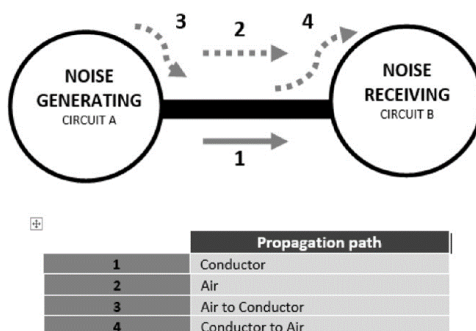 3
2
4
NOISE
GENERATING
CIRCUIT A
NOISE
RECEIVING
CIRCUIT B
1
Propagation path
1 Conductor
2 Air
3 Air to Conductor
4 Conductor to Air